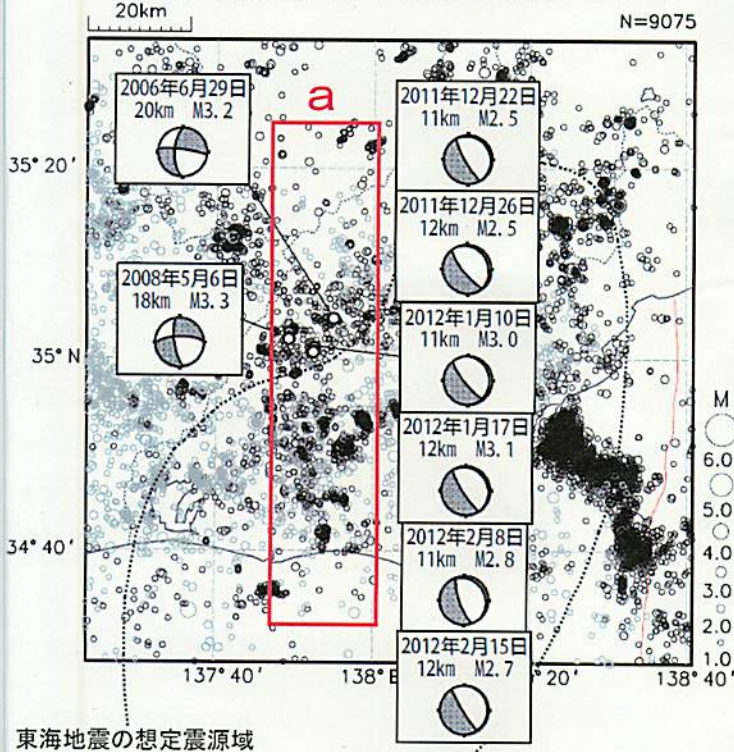 20km
N=9075
a
2006年6月29日
20km M3.2
2011年12月22日
11km M2.5
35°20′
2011年12月26日
12km M2.5
2008年5月6日
18km M3.3
2012年1月10日
11km M3.0
35°N
2012年1月17日
12km M3.1
M
6.0
5.0
4.0
3.0
2.0
1.0
34°40′
2012年2月8日
11km M2.8
2012年2月15日
12km M2.7
137°40′
138°E
20′
138°40′
東海地震の想定震源域